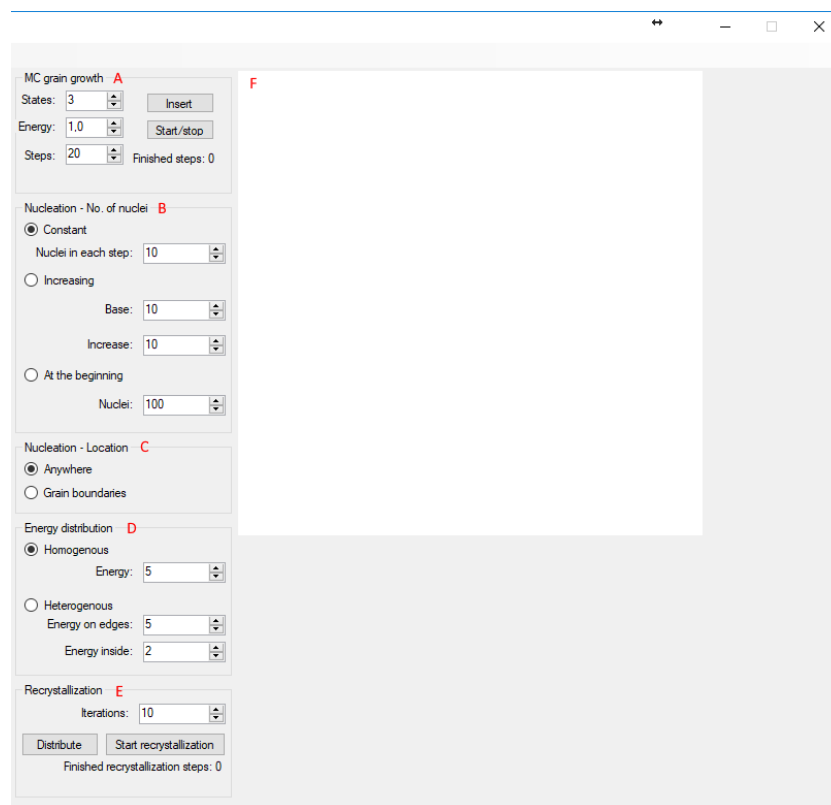 MC grain growth A
States: 3 Insert
Energy: 1,0 Start/stop
Steps: 20 Finished steps: 0
Nucleation - No. of nuclei B
Constant
Nuclei in each step: 10
Increasing
Base: 10
Increase: 10
At the beginning
Nuclei: 100
Nucleation - Location C
Anywhere
Grain boundaries
Energy distribution D
Homogenous
Energy: 5
Heterogenous
Energy on edges: 5
Energy inside: 2
Recrystallization E
Iterations: 10
Distribute Start recrystallization
Finished recrystallization steps: 0
F